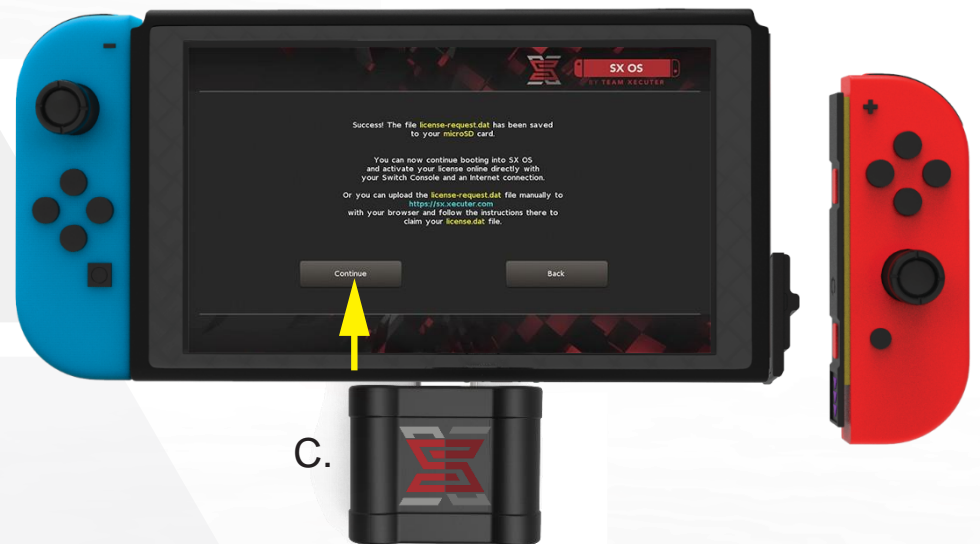 SX OS
BY TEAM XECUTER
Success! The file license-request.dat has been saved
to your microSD card.
You can now continue booting into SX OS
and activate your license online directly with
your Switch Console and an Internet connection.
Or you can upload the license-request.dat file manually to
https://sx.xecuter.com
with your browser and follow the instructions there to
claim your license.dat file.
Continue
Back
C.